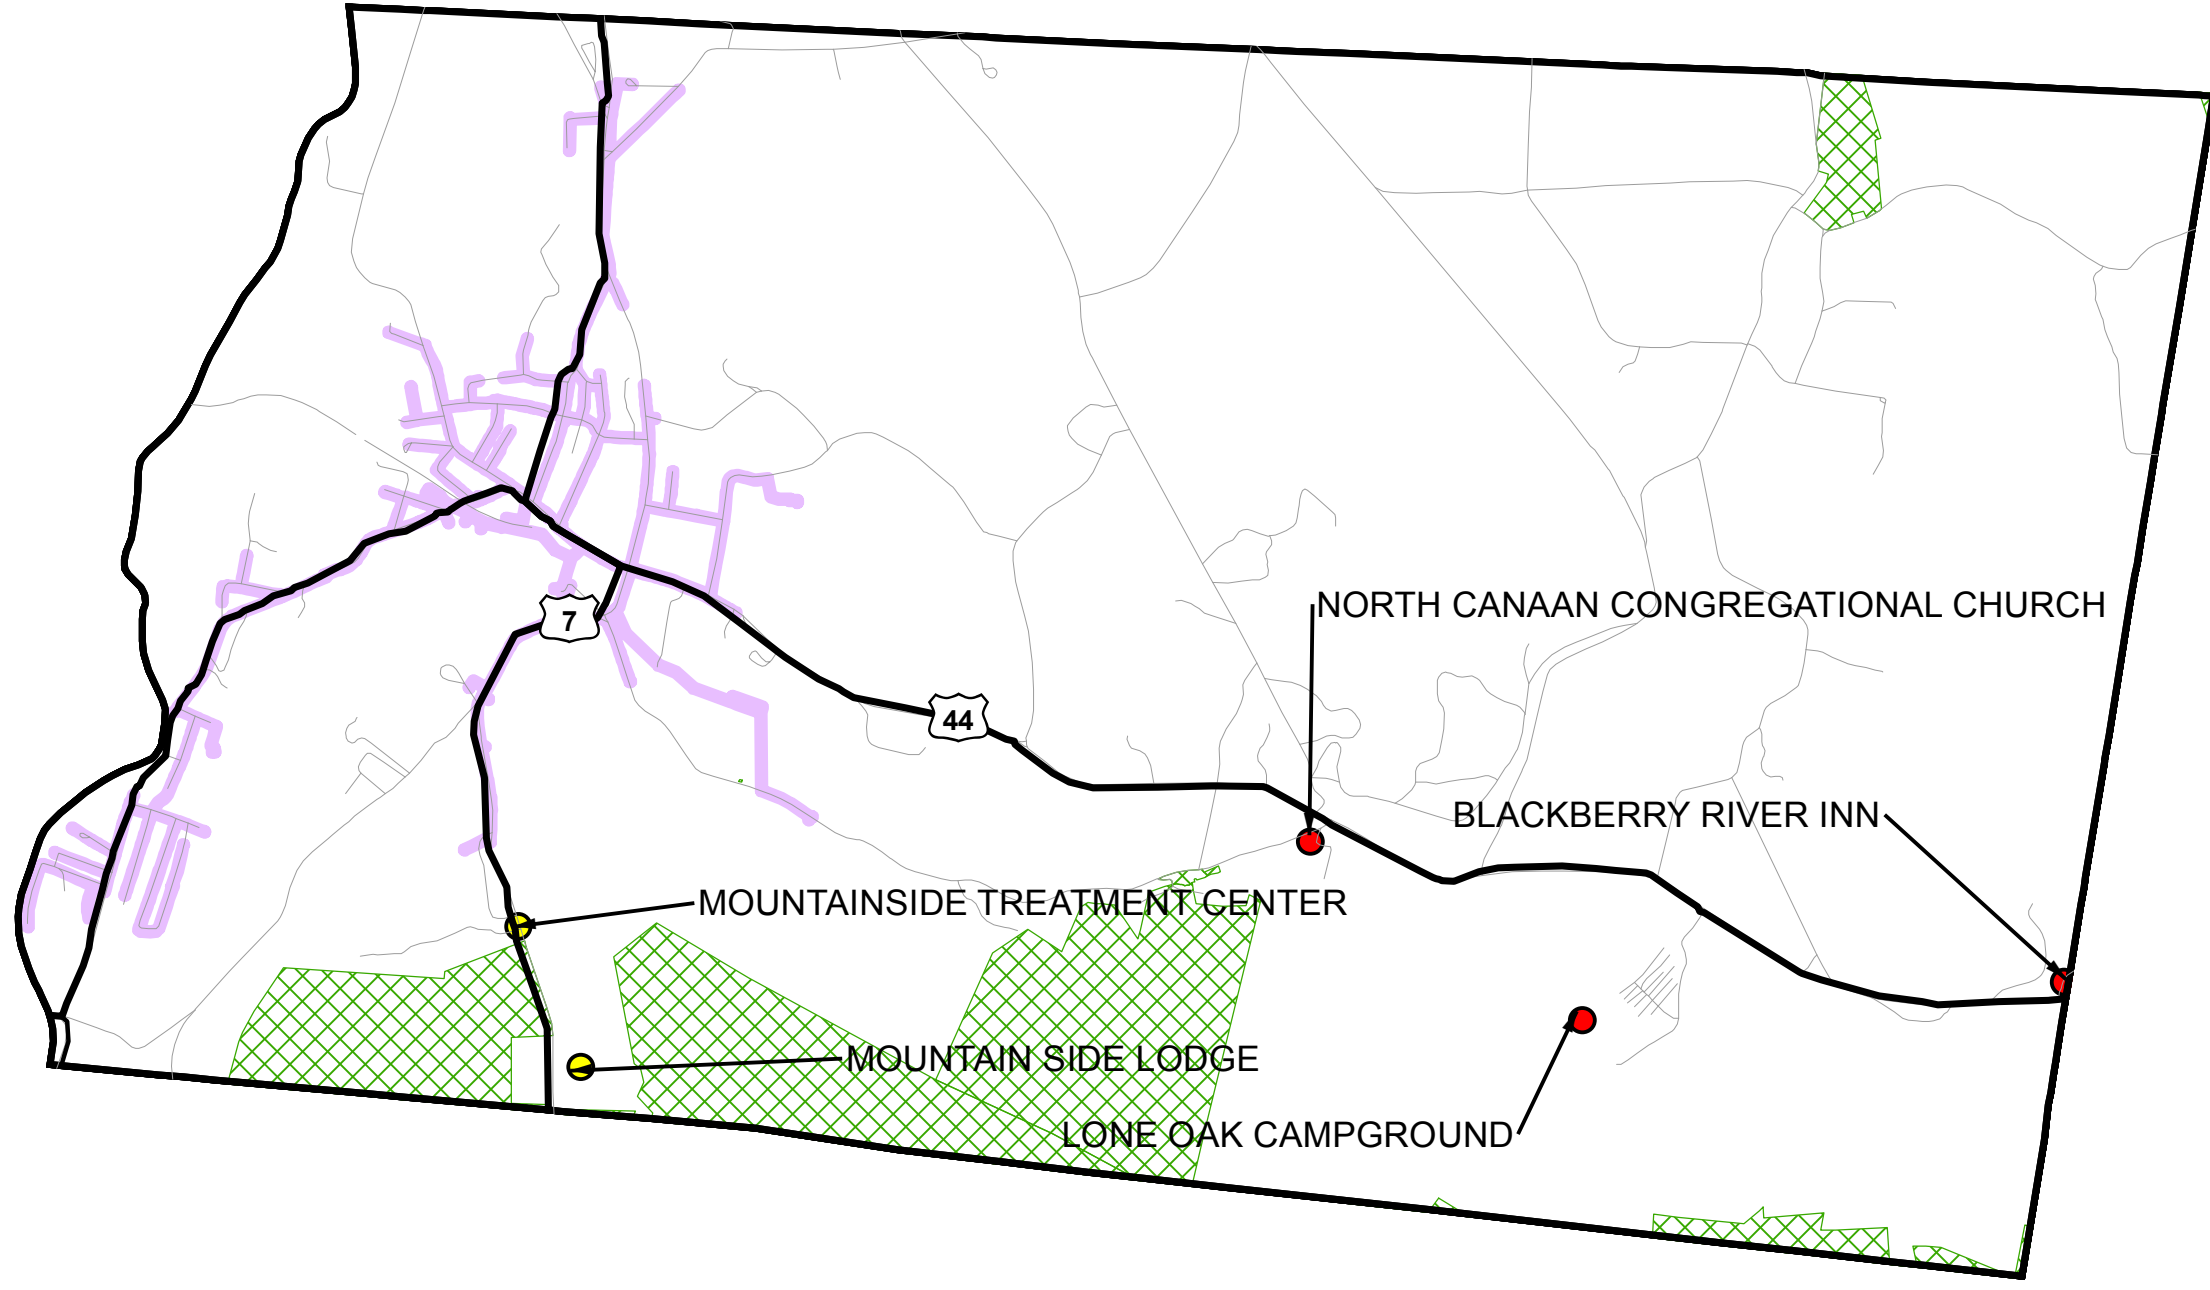 NORTH CANAAN CONGREGATIONAL CHURCH
7
44
BLACKBERRY RIVER INN
MOUNTAINSIDE TREATMENT CENTER
MOUNTAIN SIDE LODGE
LONE OAK CAMPGROUND